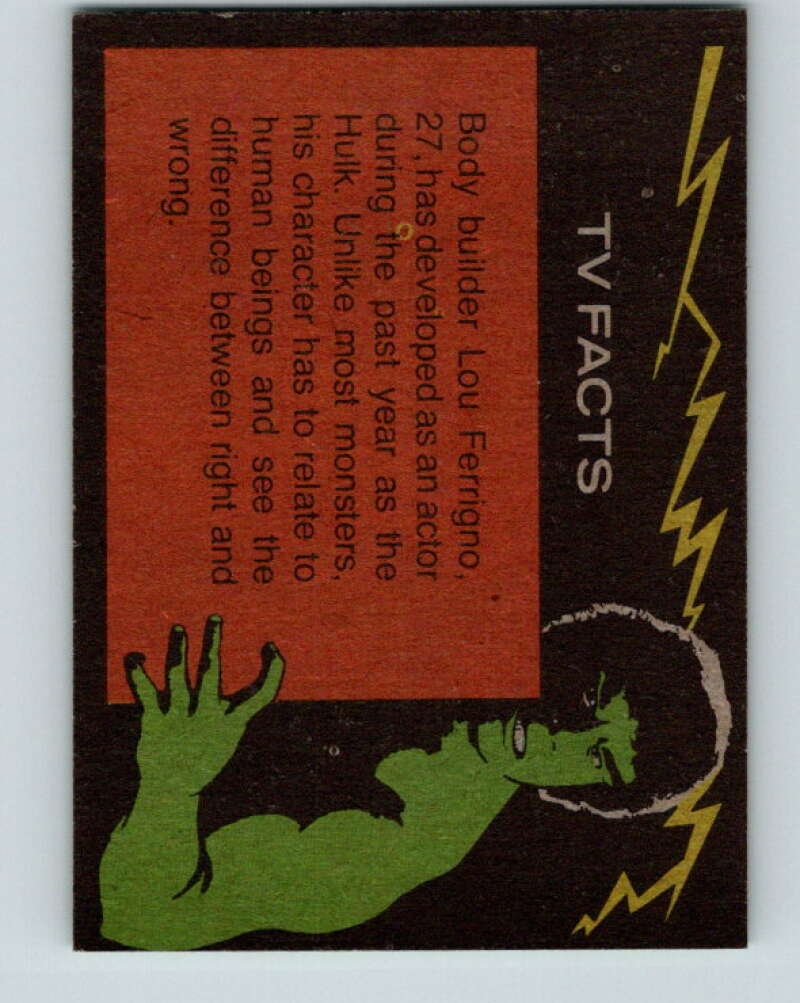 TV FACTS
Body builder Lou Ferrigno,
27, has developed as an actor
during the past year as the
Hulk. Unlike most monsters,
his character has to relate to
human beings and see the
difference between right and
wrong.